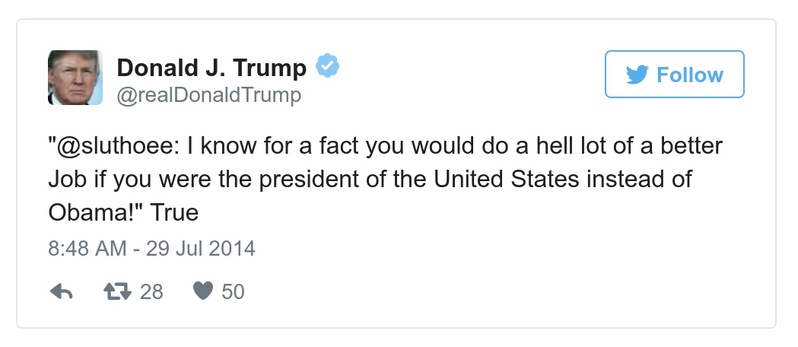 Donald J. Trump
@realDonaldTrump
Follow
"@sluthoee: I know for a fact you would do a hell lot of a better
Job if you were the president of the United States instead of
Obama!" True
8:48 AM - 29 Jul 2014
28 50